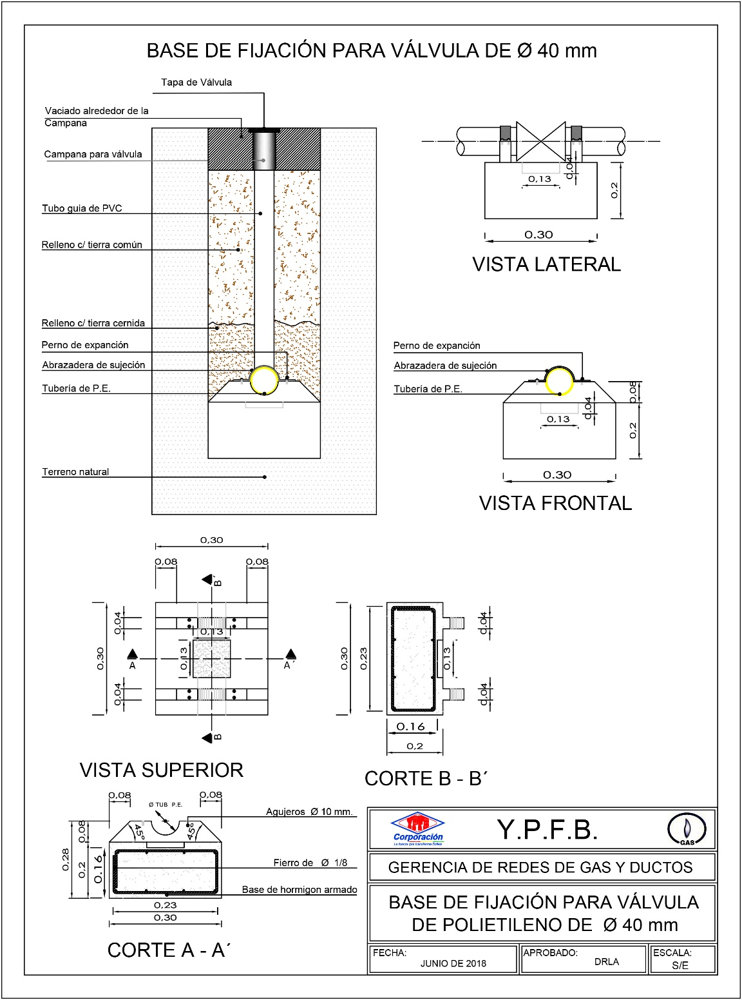 BASE DE FIJACIÓN PARA VÁLVULA DE Ø 40 mm
Tapa de Válvula
Vaciado alrededor de la
Campana
Campana para válvula
Tubo guia de PVC
Relleno c/ tierra común
Relleno c/ tierra cernida
Perno de expanción
Abrazadera de sujeción
Tubería de P.E.
Terreno natural
0,13
0,04
0,2
0.30
VISTA LATERAL
Perno de expanción
Abrazadera de sujeción
Tubería de P.E.
0,08
0,04
0,13
0,2
0.30
VISTA FRONTAL
0,30
0,08
0,08
B´
0,04
0,13
0,30
0,13
A
A´
0,04
B
VISTA SUPERIOR
0,04
0,30
0,23
0,13
0,04
0.16
0,2
CORTE B - B´
0,08
0,08
Ø TUB P.E.
Agujeros Ø 10 mm.
45º
45º
0,08
0,28
0,2
0.16
Fierro de Ø 1/8
Base de hormigon armado
0,23
0,30
CORTE A - A´
YPFB
Corporación
La fuerza que transforma Bolivia
Y.P.F.B.
GAS
GERENCIA DE REDES DE GAS Y DUCTOS
BASE DE FIJACIÓN PARA VÁLVULA
DE POLIETILENO DE Ø 40 mm
FECHA:
JUNIO DE 2018
APROBADO:
DRLA
ESCALA:
S/E